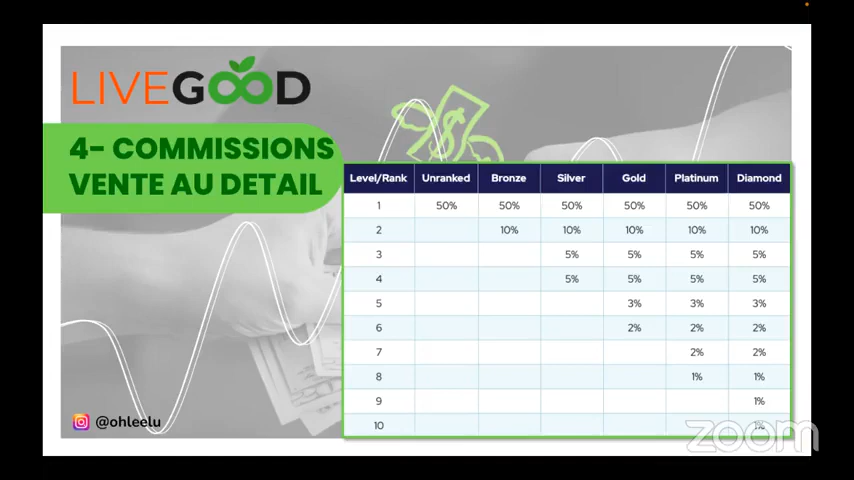 LIVEGOOD
4- COMMISSIONS
VENTE AU DETAIL
Level/Rank Unranked Bronze Silver Gold Platinum Diamond
1 50% 50% 50% 50% 50% 50%
2 10% 10% 10% 10% 10%
3 5% 5% 5% 5%
4 5% 5% 5% 5%
5 3% 3% 3%
6 2% 2% 2%
7 2% 2%
8 1% 1%
9 1%
10 1%
@ohleelu
zoom